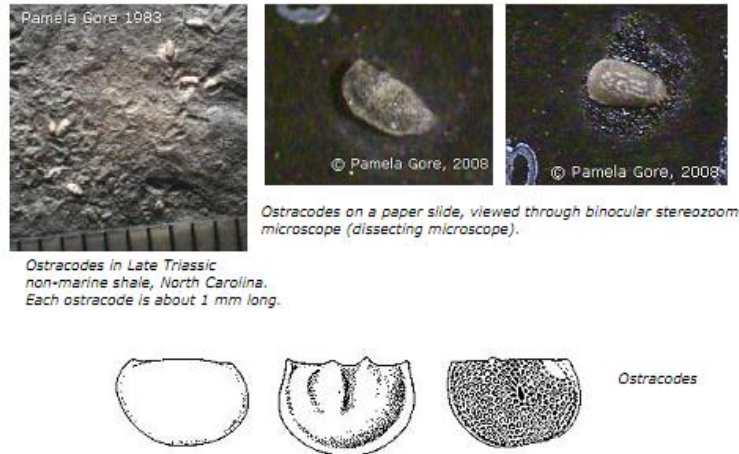 Pamela Gore 1983
© Pamela Gore, 2008
© Pamela Gore, 2008
Ostracodes on a paper slide, viewed through binocular stereozoom
microscope (dissecting microscope).
Ostracodes in Late Triassic
non-marine shale, North Carolina.
Each ostracode is about 1 mm long.
Ostracodes